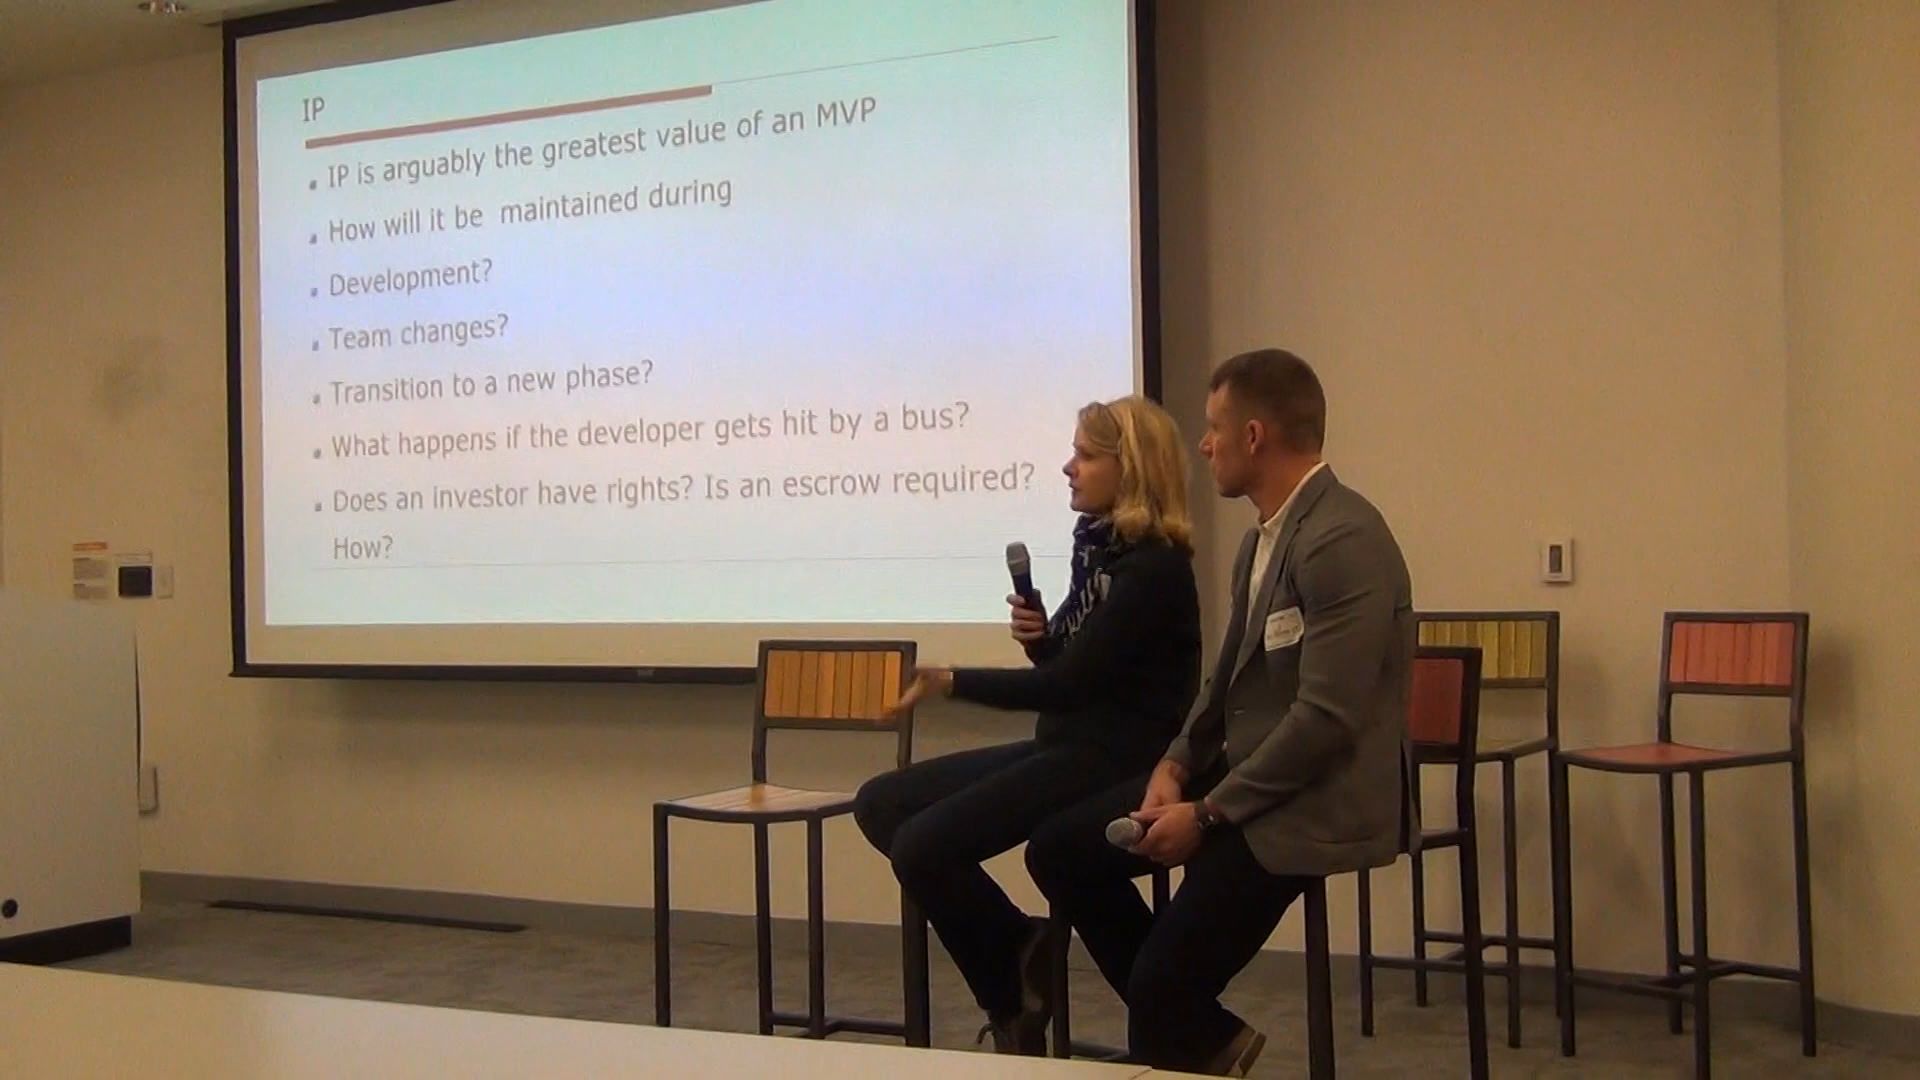 IP
IP is arguably the greatest value of an MVP
How will it be maintained during
Development?
Team changes?
Transition to a new phase?
What happens if the developer gets hit by a bus?
Does an investor have rights? Is an escrow required?
How?